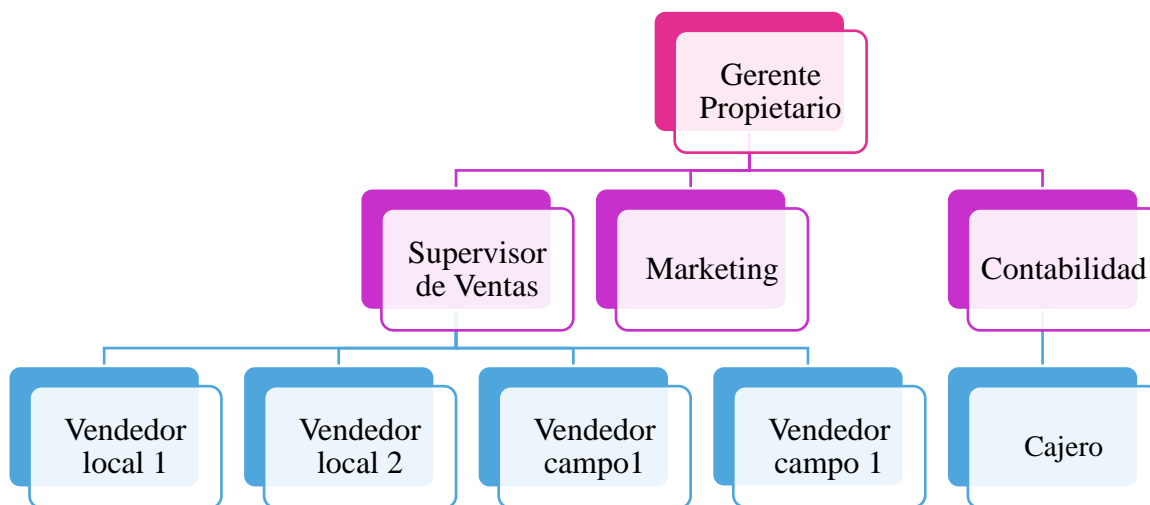 Gerente
Propietario
Supervisor
de Ventas
Marketing
Contabilidad
Vendedor
local 1
Vendedor
local 2
Vendedor
campo1
Vendedor
campo 1
Cajero